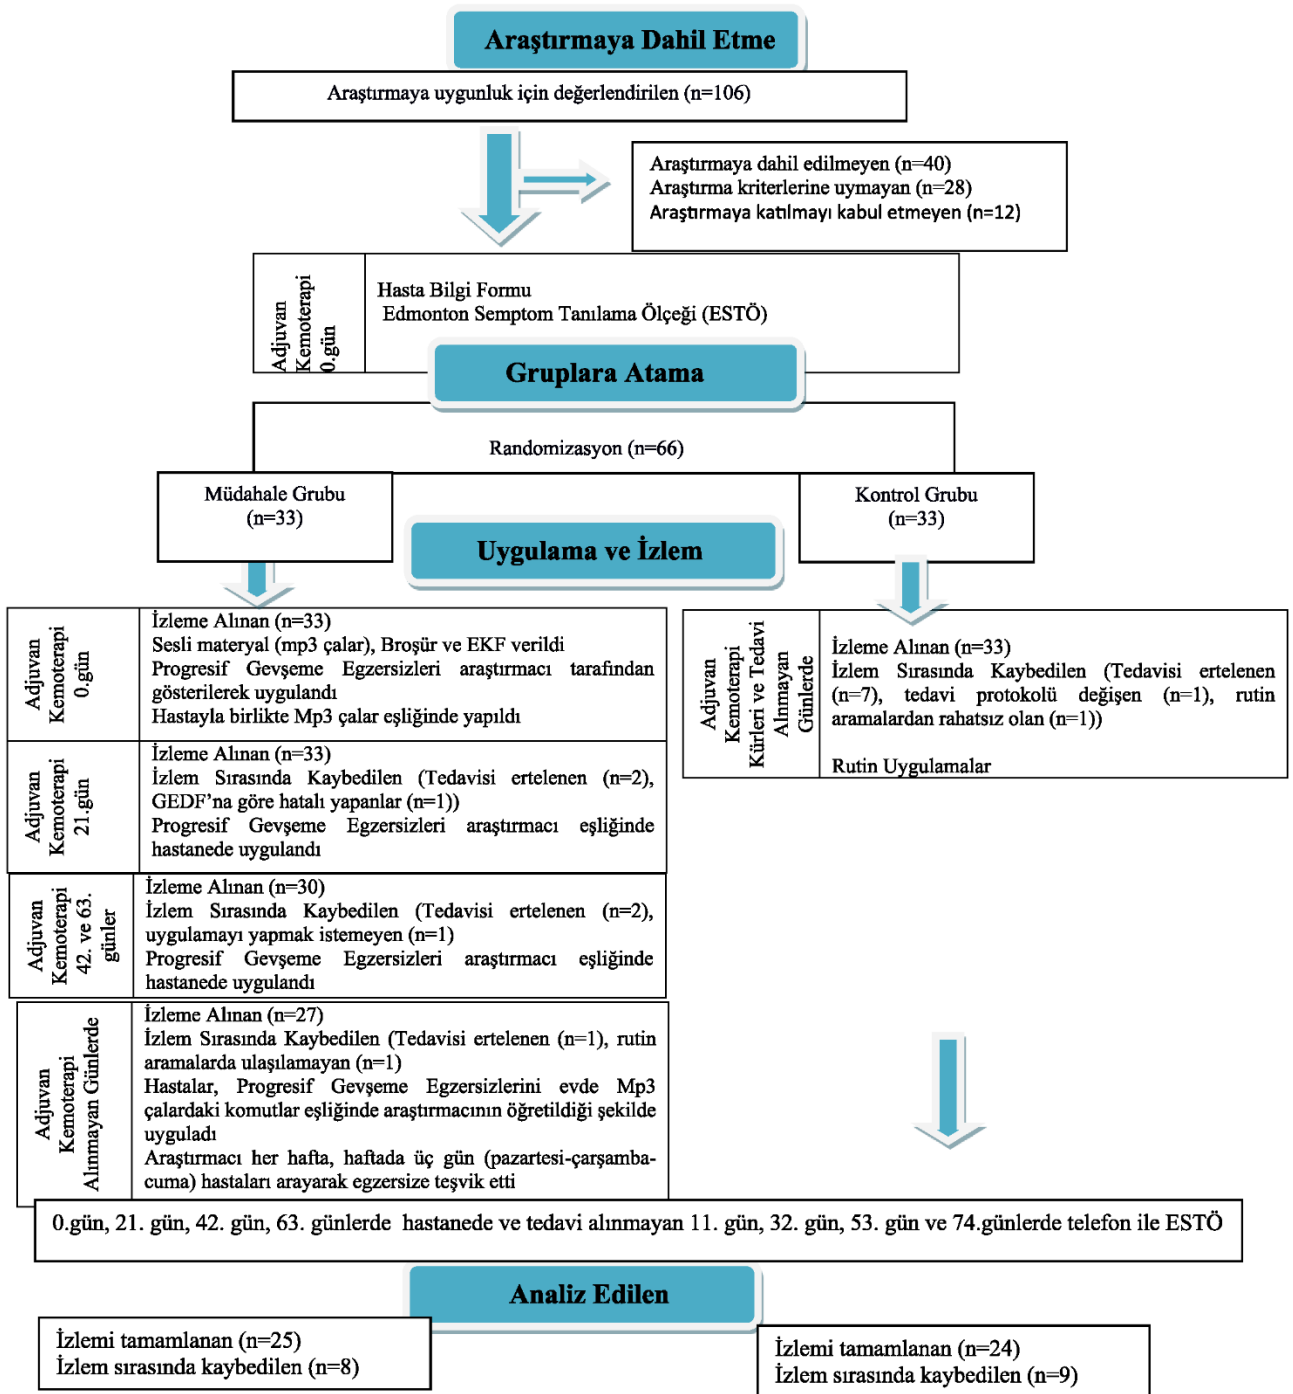 Araştırmaya Dahil Etme
Araştırmaya uygunluk için değerlendirilen (n=106)
Araştırmaya dahil edilmeyen (n=40)
Araştırma kriterlerine uymayan (n=28)
Araştırmaya katılmayı kabul etmeyen (n=12)
Adjuvan
Kemoterapi
0.gün
Hasta Bilgi Formu
Edmonton Semptom Tanılama Ölçeği (ESTÖ)
Gruplara Atama
Randomizasyon (n=66)
Müdahale Grubu
(n=33)
Kontrol Grubu
(n=33)
Uygulama ve İzlem
Adjuvan
Kemoterapi
0.gün
İzleme Alınan (n=33)
Sesli materyal (mp3 çalar), Broşür ve EKF verildi
Progresif Gevşeme Egzersizleri araştırmacı tarafından
gösterilerek uygulandı
Hastayla birlikte Mp3 çalar eşliğinde yapıldı
Adjuvan
Kemoterapi
21.gün
İzleme Alınan (n=33)
İzlem Sırasında Kaybedilen (Tedavisi ertelenen (n=2),
GEDF'na göre hatalı yapanlar (n=1))
Progresif Gevşeme Egzersizleri araştırmacı eşliğinde
hastanede uygulandı
Adjuvan
Kemoterapi
42. ve 63.
günler
İzleme Alınan (n=30)
İzlem Sırasında Kaybedilen (Tedavisi ertelenen (n=2),
uygulamayı yapmak istemeyen (n=1)
Progresif Gevşeme Egzersizleri araştırmacı eşliğinde
hastanede uygulandı
Adjuvan
Kemoterapi
Alınmayan Günlerde
İzleme Alınan (n=27)
İzlem Sırasında Kaybedilen (Tedavisi ertelenen (n=1), rutin
aramalarda ulaşılamayan (n=1)
Hastalar, Progresif Gevşeme Egzersizlerini evde Mp3
çalardaki komutlar eşliğinde araştırmacının öğretildiği şekilde
uyguladı
Araştırmacı her hafta, haftada üç gün (pazartesi-çarşamba-
cuma) hastaları arayarak egzersize teşvik etti
Adjuvan
Kemoterapi
Kürleri ve Tedavi
Alınmayan
Günlerde
İzleme Alınan (n=33)
İzlem Sırasında Kaybedilen (Tedavisi ertelenen
(n=7), tedavi protokolü değişen (n=1), rutin
aramalardan rahatsız olan (n=1))
Rutin Uygulamalar
0.gün, 21. gün, 42. gün, 63. günlerde hastanede ve tedavi alınmayan 11. gün, 32. gün, 53. gün ve 74.günlerde telefon ile ESTÖ
Analiz Edilen
İzlemi tamamlanan (n=25)
İzlem sırasında kaybedilen (n=8)
İzlemi tamamlanan (n=24)
İzlem sırasında kaybedilen (n=9)